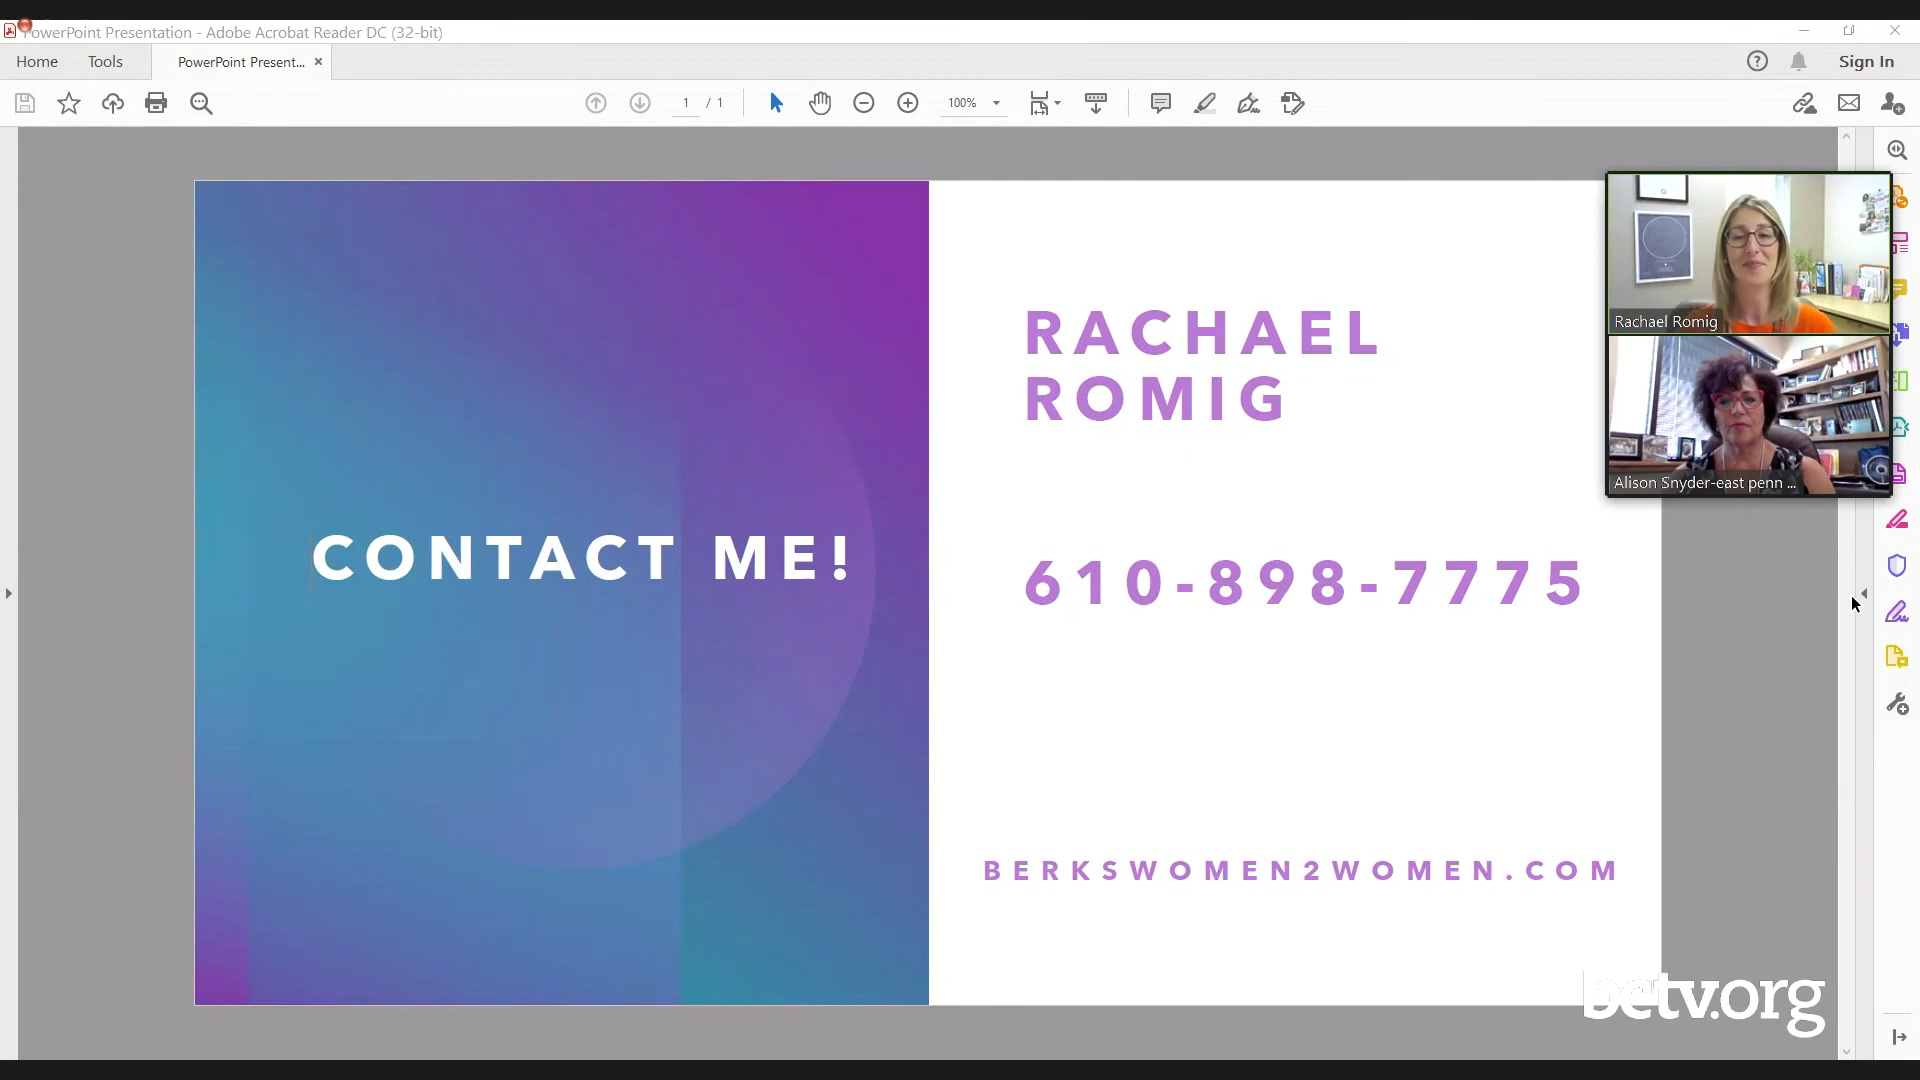 PowerPoint Presentation - Adobe Acrobat Reader DC (32-bit)
Home Tools PowerPoint Present... Sign In
1 / 1 100%
CONTACT ME!
RACHAEL
ROMIG
610-898-7775
BERKSWOMEN2WOMEN.COM
Rachael Romig
Alison Snyder-east penn ...
bctv.org